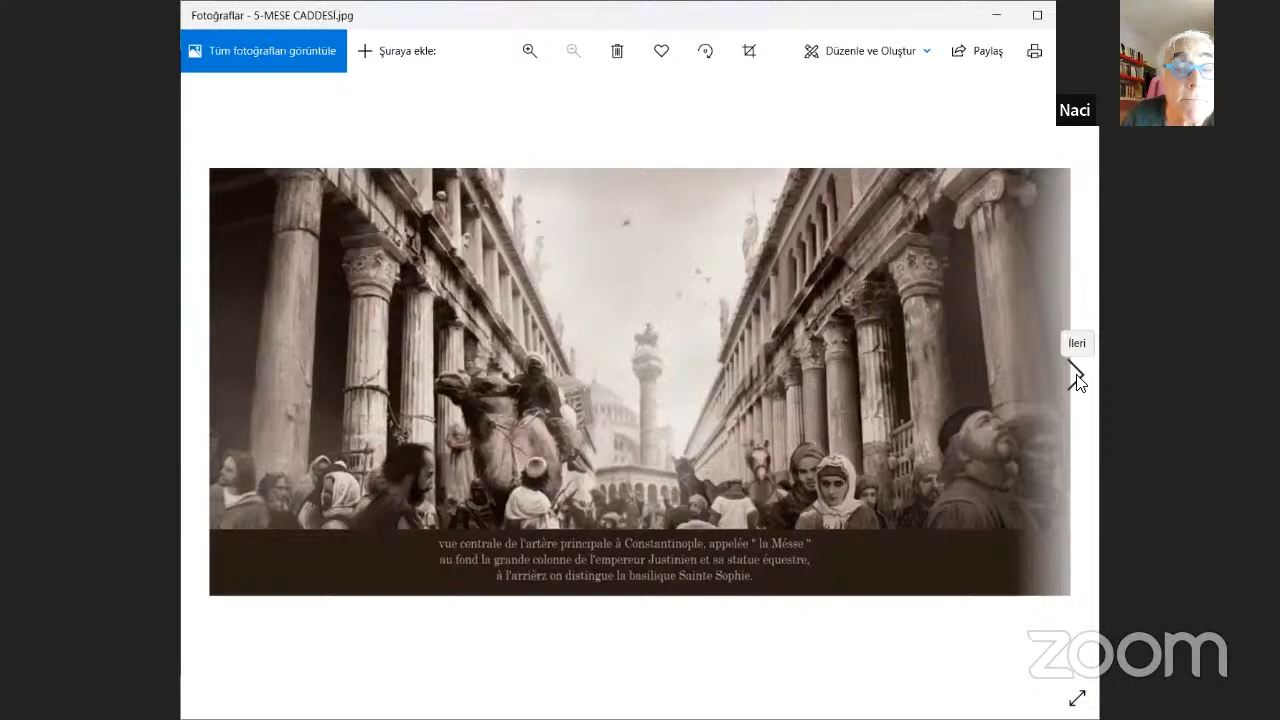 Fotoğraflar - 5-MESE CADDESİ.jpg
Tüm fotoğrafları görüntüle
Şuraya ekle:
Düzenle ve Oluştur
Paylaş
Naci
İleri
vue centrale de l'artère principale â Constantinople, appelée " la Mésse "
au fond la grande colonne de l'empereur Justinien et sa statue équestre,
à l'arrièrz on distingue la basilique Sainte Sophie.
zoom